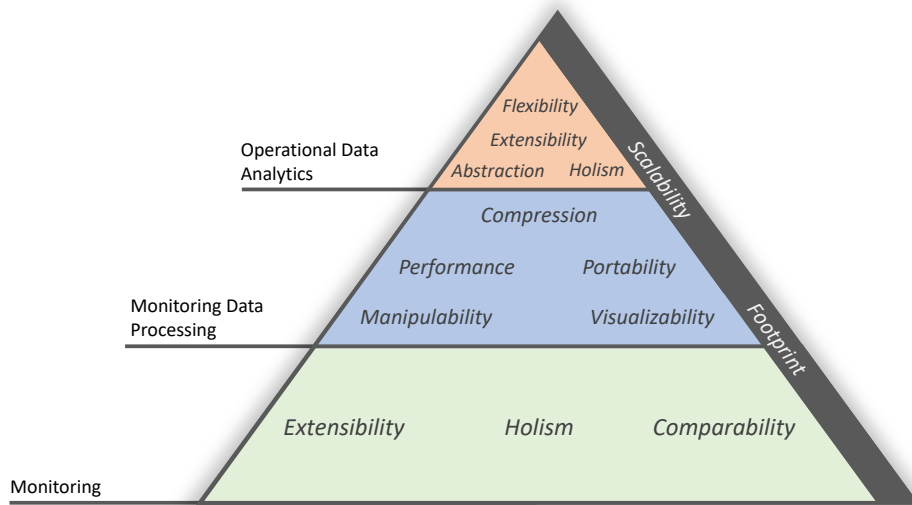 Flexibility
Extensibility
Operational Data
Analytics
Abstraction Holism
Scalability
Compression
Performance Portability
Monitoring Data
Processing
Manipulability Visualizability
Footprint
Extensibility Holism Comparability
Monitoring